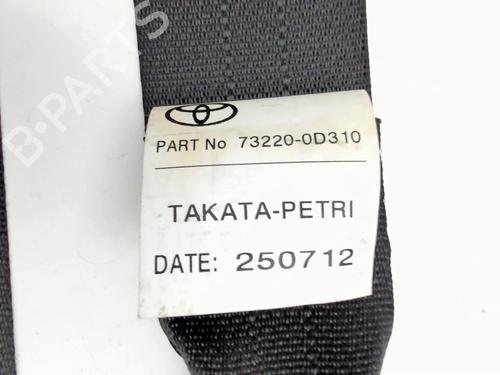 B-PARTS
PART No 73220-0D310
TAKATA-PETRI
DATE: 250712